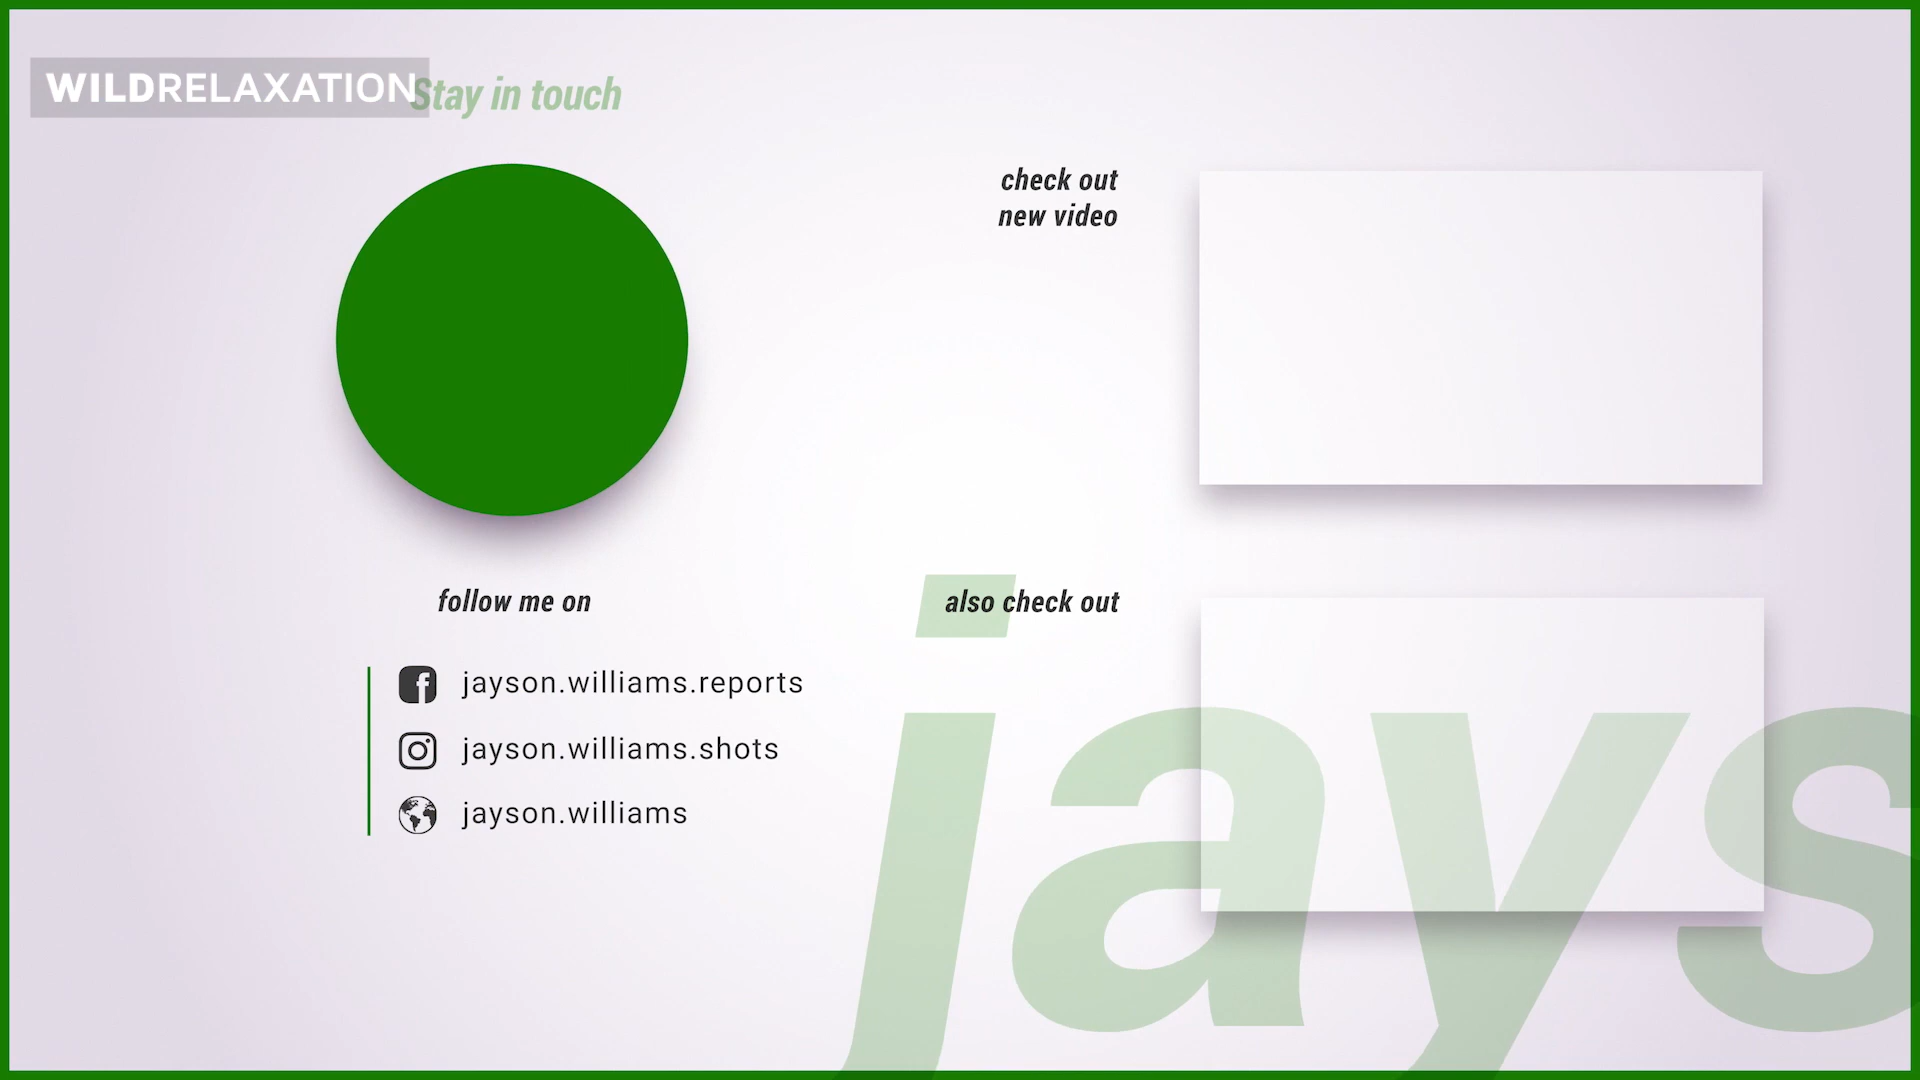 WILDRELAXATION
Stay in touch
check out
new video
follow me on
also check out
jayson.williams.reports
jayson.williams.shots
jayson.williams
jays